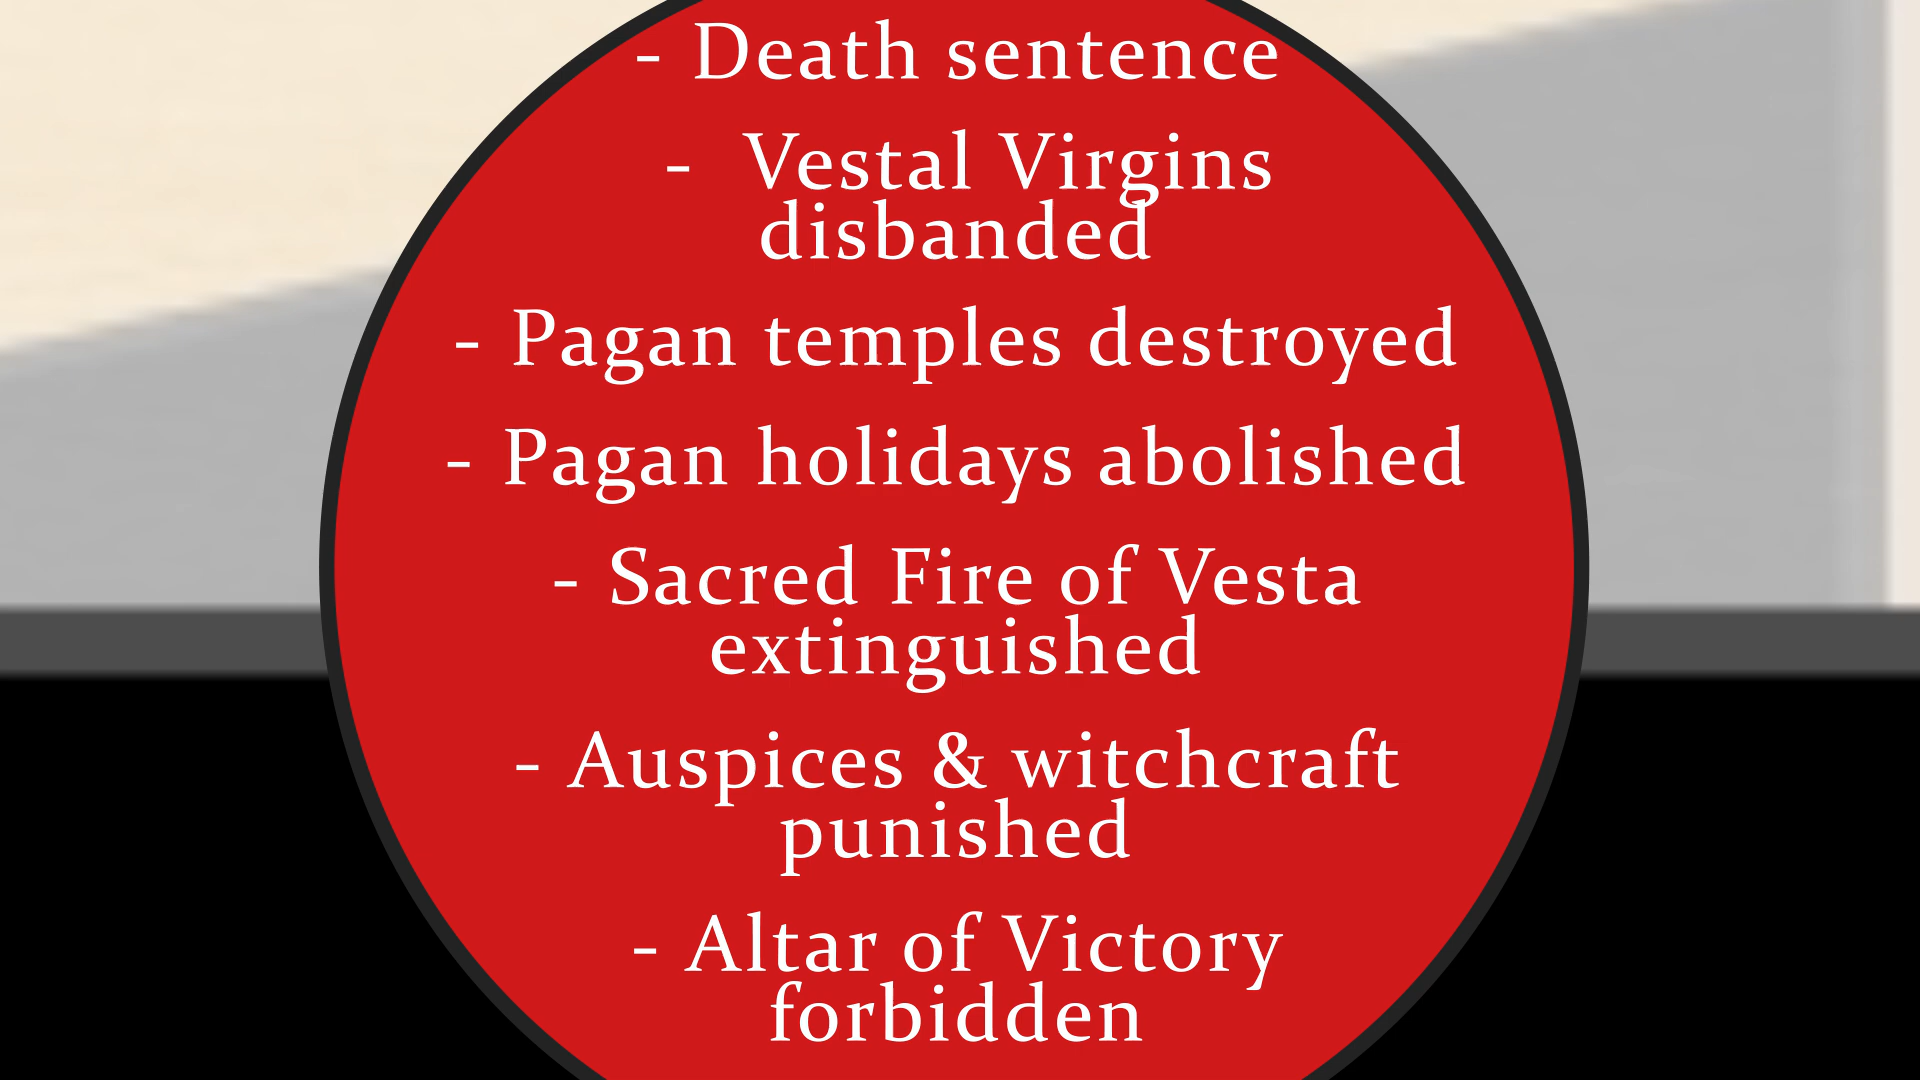 - Death sentence
- Vestal Virgins
disbanded
- Pagan temples destroyed
- Pagan holidays abolished
- Sacred Fire of Vesta
extinguished
- Auspices & witchcraft
punished
- Altar of Victory
forbidden